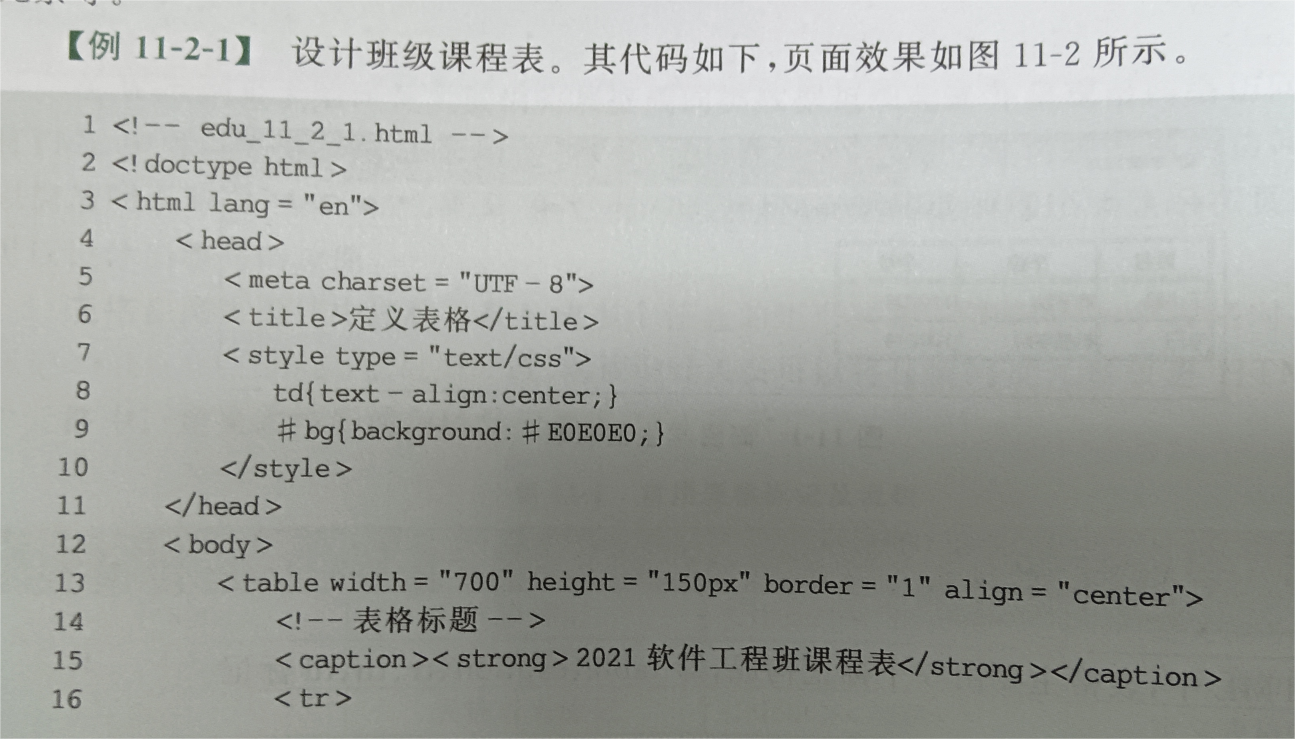 【例 11-2-1】 设计班级课程表。其代码如下,页面效果如图 11-2 所示。
1 <!-- edu_11_2_1.html -->
2 <!doctype html>
3 <html lang="en">
4 <head>
5 <meta charset="UTF-8">
6 <title>定义表格</title>
7 <style type="text/css">
8 td{text-align:center;}
9 #bg{background:#E0E0E0;}
10 </style>
11 </head>
12 <body>
13 <table width="700" height="150px" border="1" align="center">
14 <!-- 表格标题 -->
15 <caption><strong>2021 软件工程班课程表</strong></caption>
16 <tr>